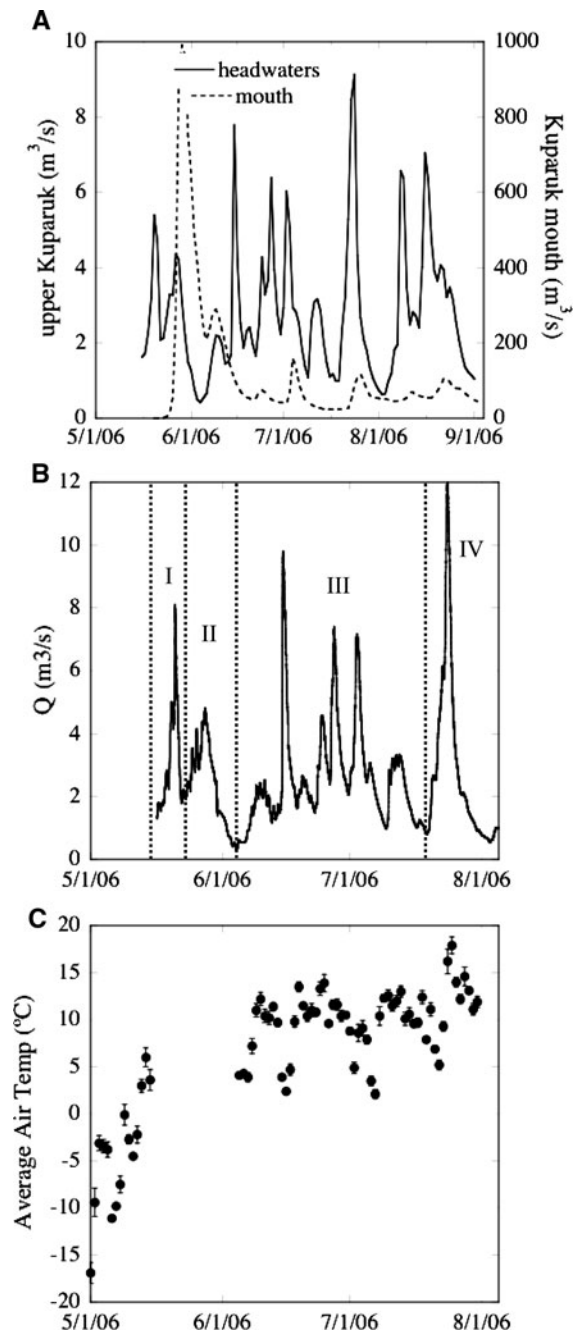 A
headwaters
mouth
upper Kuparuk (m³/s)
10
8
6
4
2
0
Kuparuk mouth (m³/s)
1000
800
600
400
200
0
5/1/06 6/1/06 7/1/06 8/1/06 9/1/06
B
Q (m3/s)
12
10
8
6
4
2
0
I
II
III
IV
5/1/06 6/1/06 7/1/06 8/1/06
C
Average Air Temp (ºC)
20
15
10
5
0
-5
-10
-15
-20
5/1/06 6/1/06 7/1/06 8/1/06